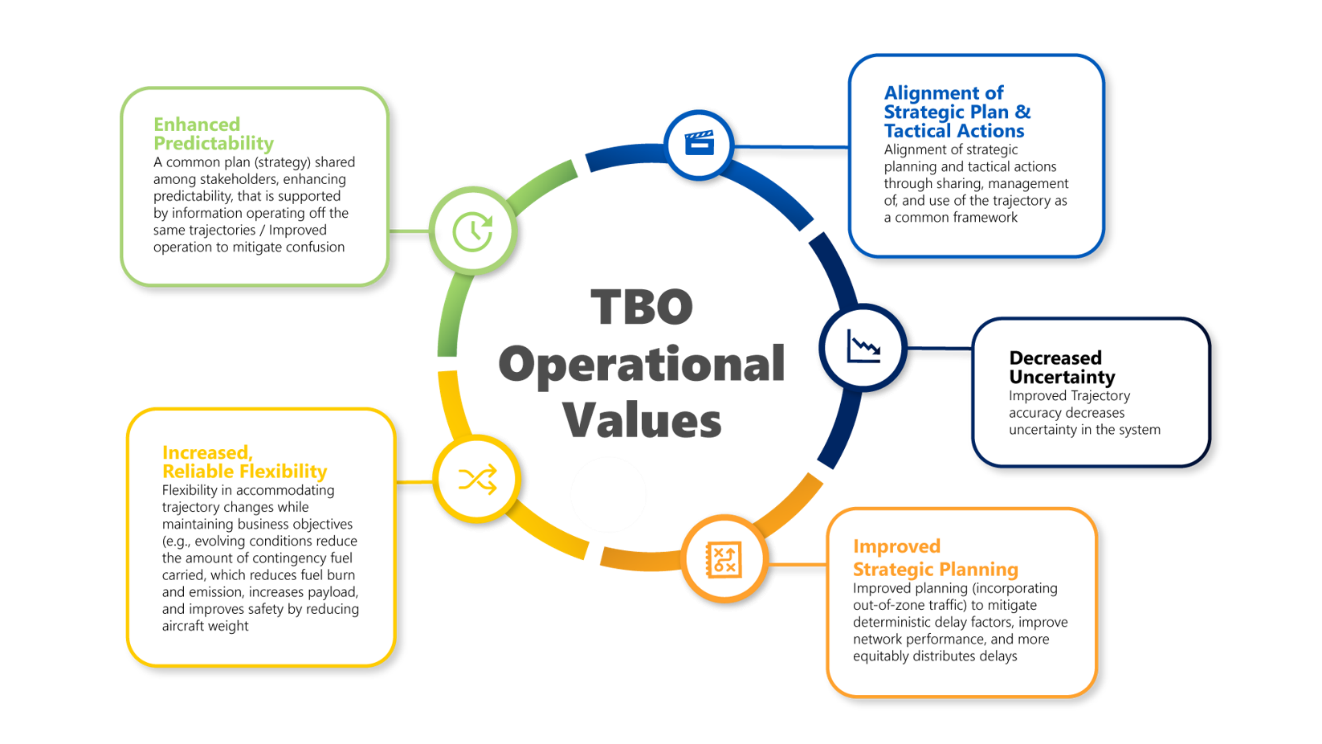 TBO
Operational
Values
Enhanced
Predictability
A common plan (strategy) shared
among stakeholders, enhancing
predictability, that is supported
by information operating off the
same trajectories / Improved
operation to mitigate confusion
Alignment of
Strategic Plan &
Tactical Actions
Alignment of strategic
planning and tactical actions
through sharing, management
of, and use of the trajectory as
a common framework
Decreased
Uncertainty
Improved Trajectory
accuracy decreases
uncertainty in the system
Improved
Strategic Planning
Improved planning (incorporating
out-of-zone traffic) to mitigate
deterministic delay factors, improve
network performance, and more
equitably distributes delays
Increased,
Reliable Flexibility
Flexibility in accommodating
trajectory changes while
maintaining business objectives
(e.g., evolving conditions reduce
the amount of contingency fuel
carried, which reduces fuel burn
and emission, increases payload,
and improves safety by reducing
aircraft weight